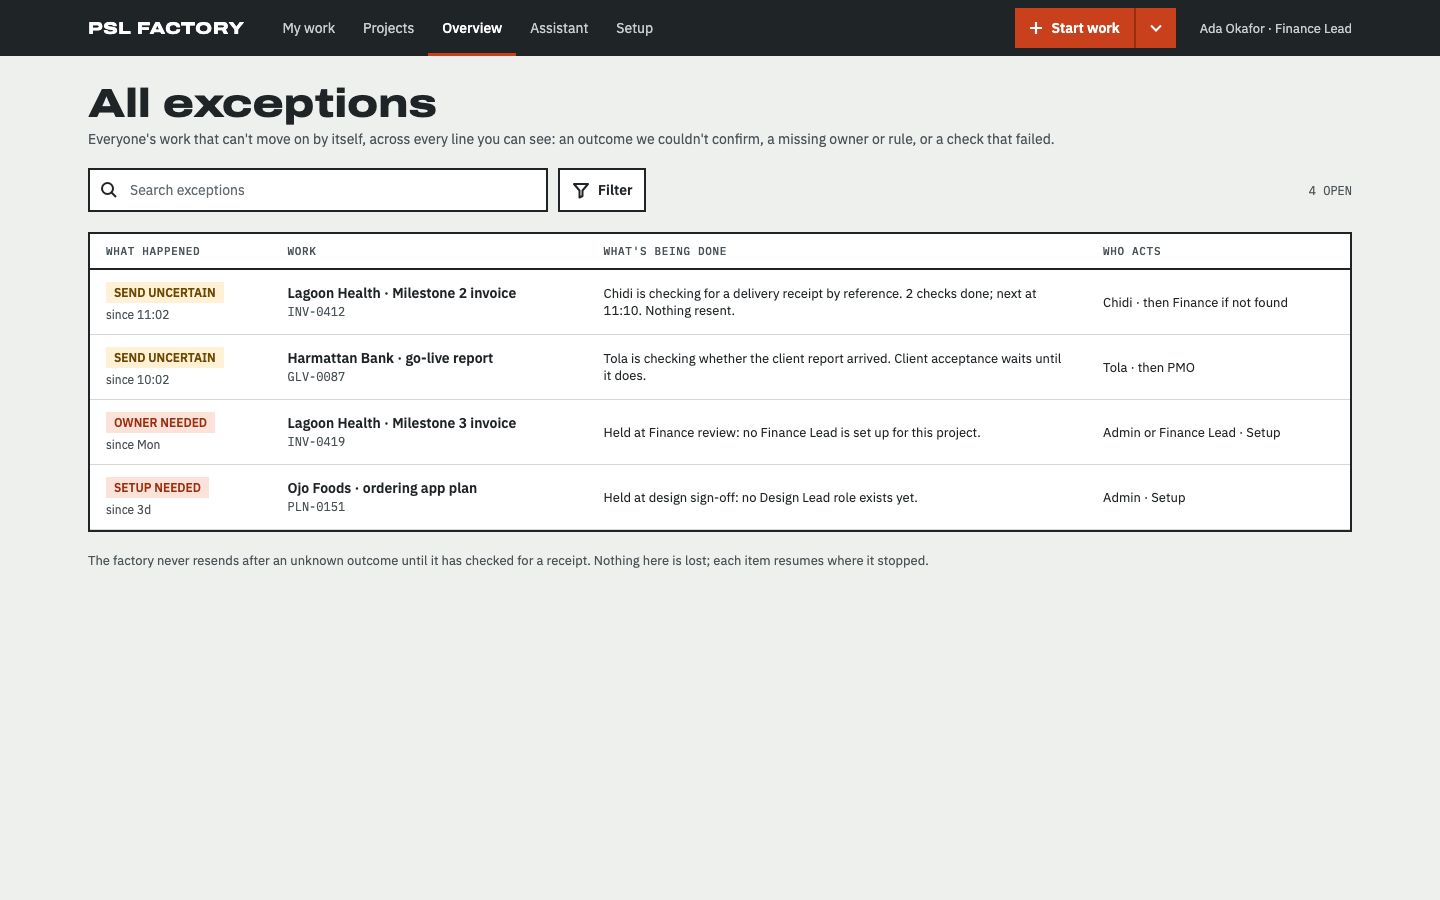 PSL FACTORY
My work
Projects
Overview
Assistant
Setup
Start work
Ada Okafor · Finance Lead
All exceptions
Everyone's work that can't move on by itself, across every line you can see: an outcome we couldn't confirm, a missing owner or rule, or a check that failed.
Search exceptions
Filter
4 OPEN
WHAT HAPPENED
WORK
WHAT'S BEING DONE
WHO ACTS
SEND UNCERTAIN
since 11:02
Lagoon Health · Milestone 2 invoice
INV-0412
Chidi is checking for a delivery receipt by reference. 2 checks done; next at
11:10. Nothing resent.
Chidi · then Finance if not found
SEND UNCERTAIN
since 10:02
Harmattan Bank · go-live report
GLV-0087
Tola is checking whether the client report arrived. Client acceptance waits until
it does.
Tola · then PMO
OWNER NEEDED
since Mon
Lagoon Health · Milestone 3 invoice
INV-0419
Held at Finance review: no Finance Lead is set up for this project.
Admin or Finance Lead · Setup
SETUP NEEDED
since 3d
Ojo Foods · ordering app plan
PLN-0151
Held at design sign-off: no Design Lead role exists yet.
Admin · Setup
The factory never resends after an unknown outcome until it has checked for a receipt. Nothing here is lost; each item resumes where it stopped.